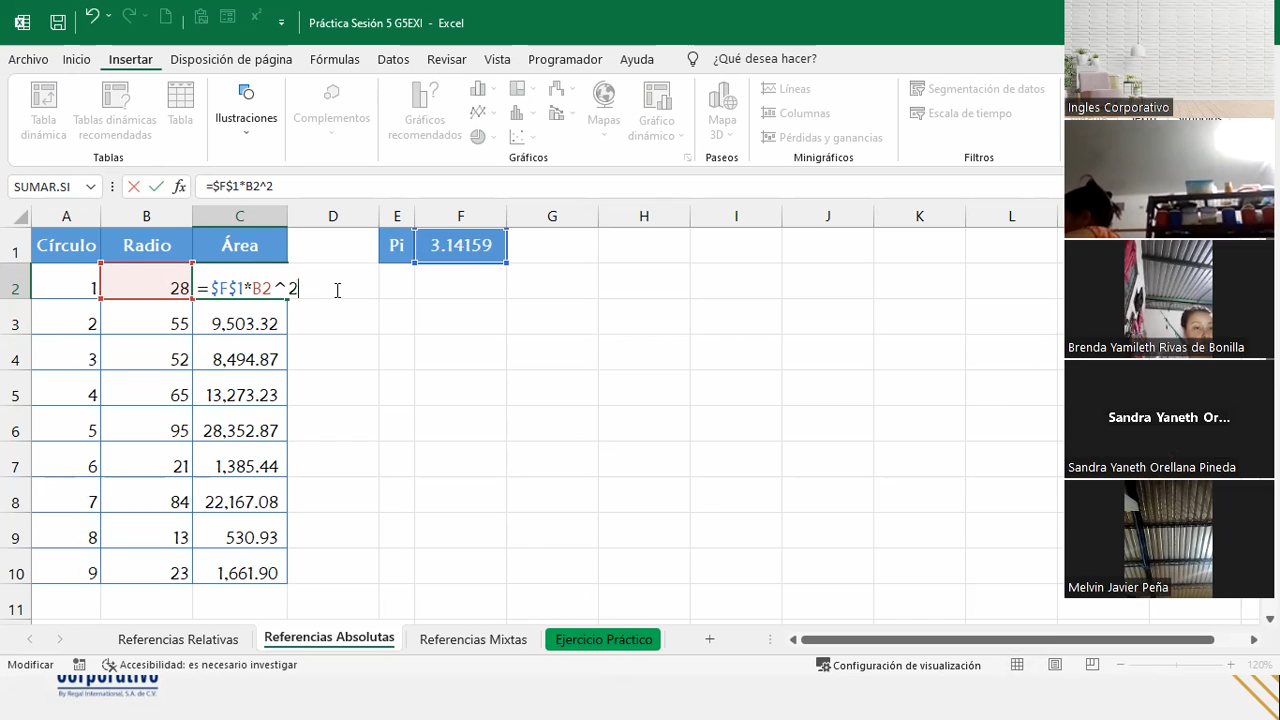 Práctica Sesión 5 G5EXI - Excel
Archivo Inicio Insertar Disposición de página Fórmulas Revisar Programador Ayuda ¿Qué desea hacer?
Tabla dinámica
Tablas dinámicas recomendadas
Tabla
Ilustraciones
Complementos
Mapas
Gráfico dinámico
3D
Líneas
Columna
Pérdidas y ganancias
Segmentación de datos
Escala de tiempo
Tablas Gráficos Paseos Minigráficos Filtros
SUMAR.SI fx =$F$1*B2^2
A B C D E F G H I J K L
1 Círculo Radio Área Pi 3.14159
2 1 28 =$F$1*B2^2
3 2 55 9,503.32
4 3 52 8,494.87
5 4 65 13,273.23
6 5 95 28,352.87
7 6 21 1,385.44
8 7 84 22,167.08
9 8 13 530.93
10 9 23 1,661.90
11
Referencias Relativas Referencias Absolutas Referencias Mixtas Ejercicio Práctico
Modificar Accesibilidad: es necesario investigar Configuración de visualización 120%
By Regal International, S.A. de C.V.
Ingles Corporativo
Brenda Yamileth Rivas de Bonilla
Sandra Yaneth Or...
Sandra Yaneth Orellana Pineda
Melvin Javier Peña